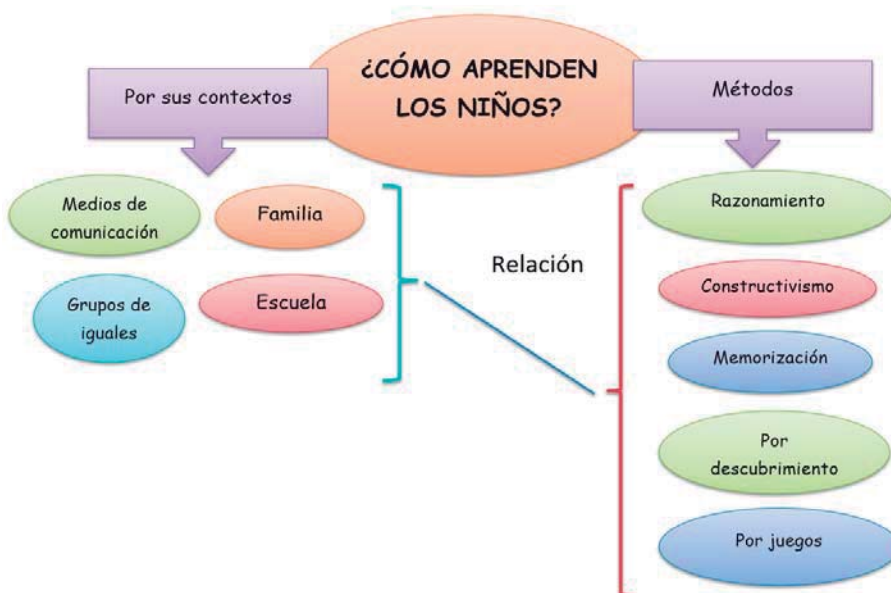 ¿CÓMO APRENDEN
LOS NIÑOS?
Por sus contextos
Medios de
comunicación
Familia
Grupos de
iguales
Escuela
Relación
Métodos
Razonamiento
Constructivismo
Memorización
Por
descubrimiento
Por juegos